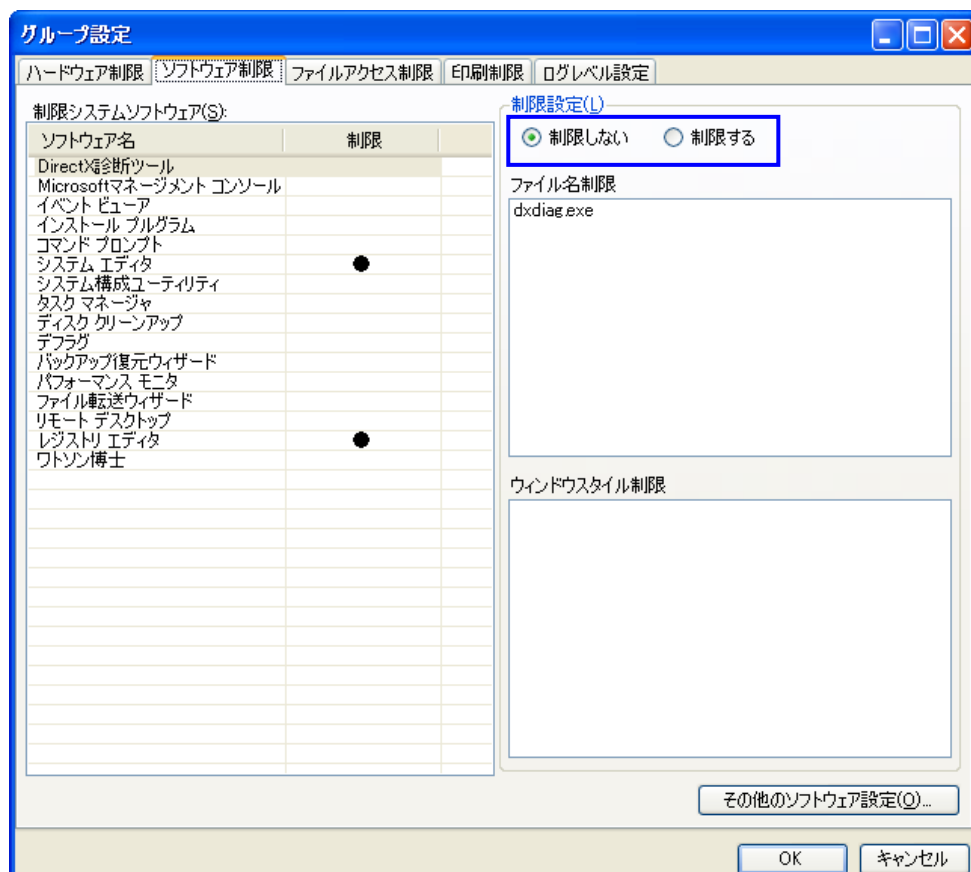 グループ設定
ハードウェア制限 ソフトウェア制限 ファイルアクセス制限 印刷制限 ログレベル設定
制限システムソフトウェア(S):
ソフトウェア名 制限
DirectX診断ツール
Microsoftマネージメント コンソール
イベント ビューア
インストール プルグラム
コマンド プロンプト
システム エディタ ●
システム構成ユーティリティ
タスク マネージャ
ディスク クリーンアップ
デフラグ
バックアップ復元ウィザード
パフォーマンス モニタ
ファイル転送ウィザード
リモート デスクトップ
レジストリ エディタ ●
ワトソン博士
制限設定(L)
制限しない 制限する
ファイル名制限
dxdiag.exe
ウィンドウスタイル制限
その他のソフトウェア設定(O)...
OK キャンセル